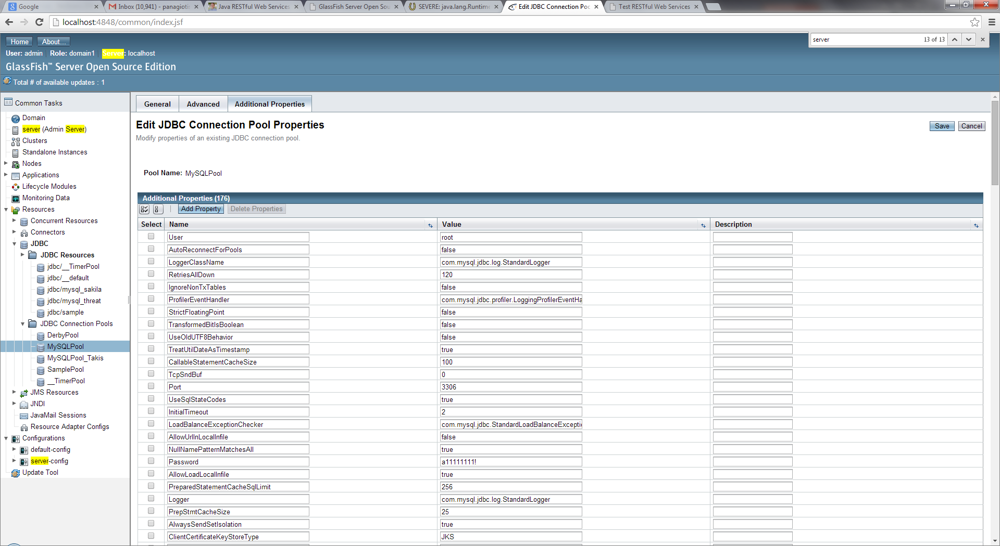 Google
Inbox (10,941) - panagiotis
Java RESTful Web Services
GlassFish Server Open Sou
SEVERE: java.lang.Runtime
Edit JDBC Connection Poo
Test RESTful Web Services
localhost:4848/common/index.jsf
server 13 of 13
Home About...
User: admin Role: domain1 Server: localhost
GlassFish™ Server Open Source Edition
Total # of available updates : 1
Common Tasks
Domain
server (Admin Server)
Clusters
Standalone Instances
Nodes
Applications
Lifecycle Modules
Monitoring Data
Resources
Concurrent Resources
Connectors
JDBC
JDBC Resources
jdbc/__TimerPool
jdbc/__default
jdbc/mysql_sakila
jdbc/mysql_threat
jdbc/sample
JDBC Connection Pools
DerbyPool
MySQLPool
MySQLPool_Takis
SamplePool
__TimerPool
JMS Resources
JNDI
JavaMail Sessions
Resource Adapter Configs
Configurations
default-config
server-config
Update Tool
General Advanced Additional Properties
Edit JDBC Connection Pool Properties
Save Cancel
Modify properties of an existing JDBC connection pool.
Pool Name: MySQLPool
Additional Properties (176)
Add Property Delete Properties
Select Name Value Description
User root
AutoReconnectForPools false
LoggerClassName com.mysql.jdbc.log.StandardLogger
RetriesAllDown 120
IgnoreNonTxTables false
ProfilerEventHandler com.mysql.jdbc.profiler.LoggingProfilerEventHa
StrictFloatingPoint false
TransformedBitIsBoolean false
UseOldUTF8Behavior false
TreatUtilDateAsTimestamp true
CallableStatementCacheSize 100
TcpSndBuf 0
Port 3306
UseSqlStateCodes true
InitialTimeout 2
LoadBalanceExceptionChecker com.mysql.jdbc.StandardLoadBalanceExceptio
AllowUrlInLocalInfile false
NullNamePatternMatchesAll true
Password a11111111!
AllowLoadLocalInfile true
PreparedStatementCacheSqlLimit 256
Logger com.mysql.jdbc.log.StandardLogger
PrepStmtCacheSize 25
AlwaysSendSetIsolation true
ClientCertificateKeyStoreType JKS